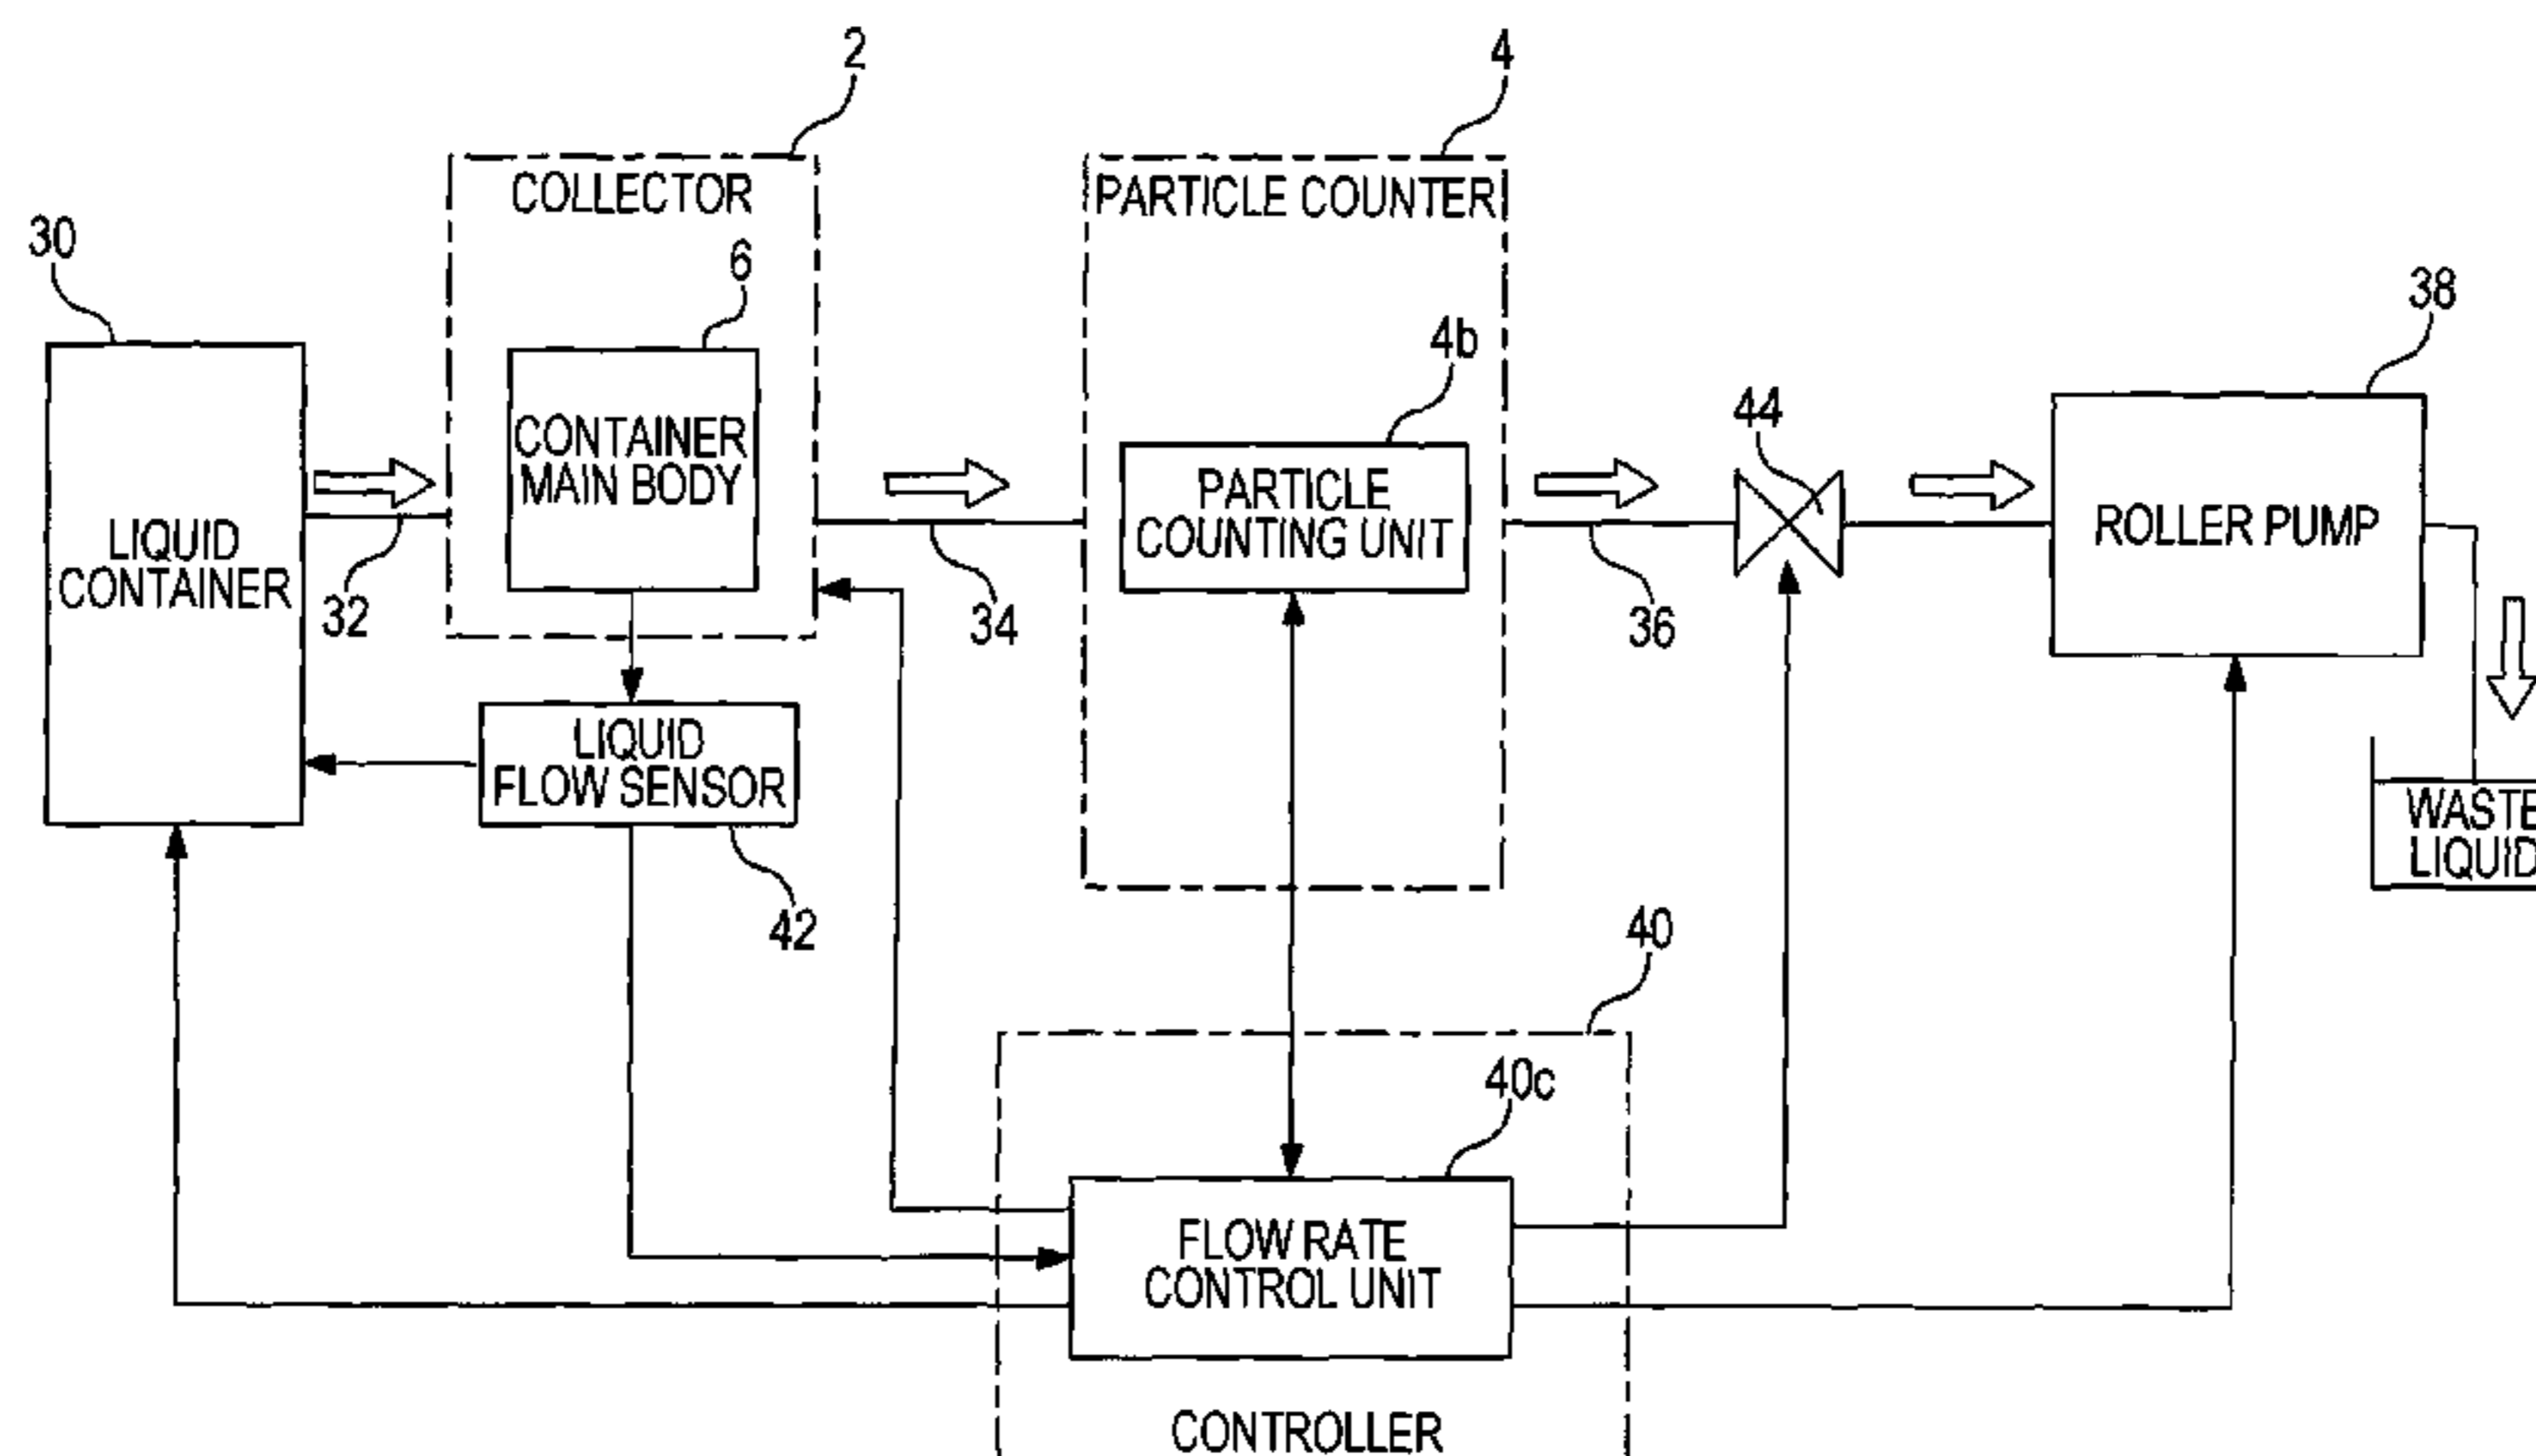 2
4
COLLECTOR
PARTICLE COUNTER
30
6
38
4b
44
CONTAINER
MAIN BODY
PARTICLE
COUNTING UNIT
ROLLER PUMP
LIQUID
CONTAINER
32
34
36
LIQUID
FLOW SENSOR
WASTE
LIQUID
42
40
40c
FLOW RATE
CONTROL UNIT
CONTROLLER